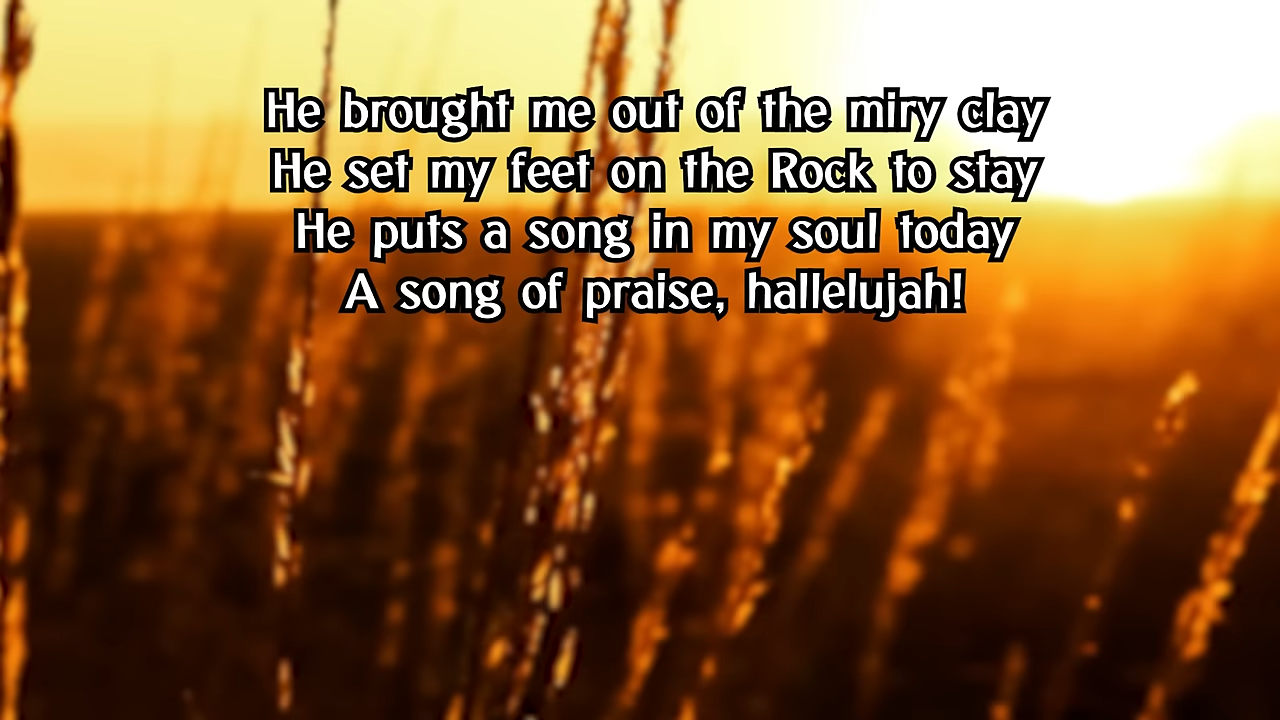 He brought me out of the miry clay
He set my feet on the Rock to stay
He puts a song in my soul today
A song of praise, hallelujah!